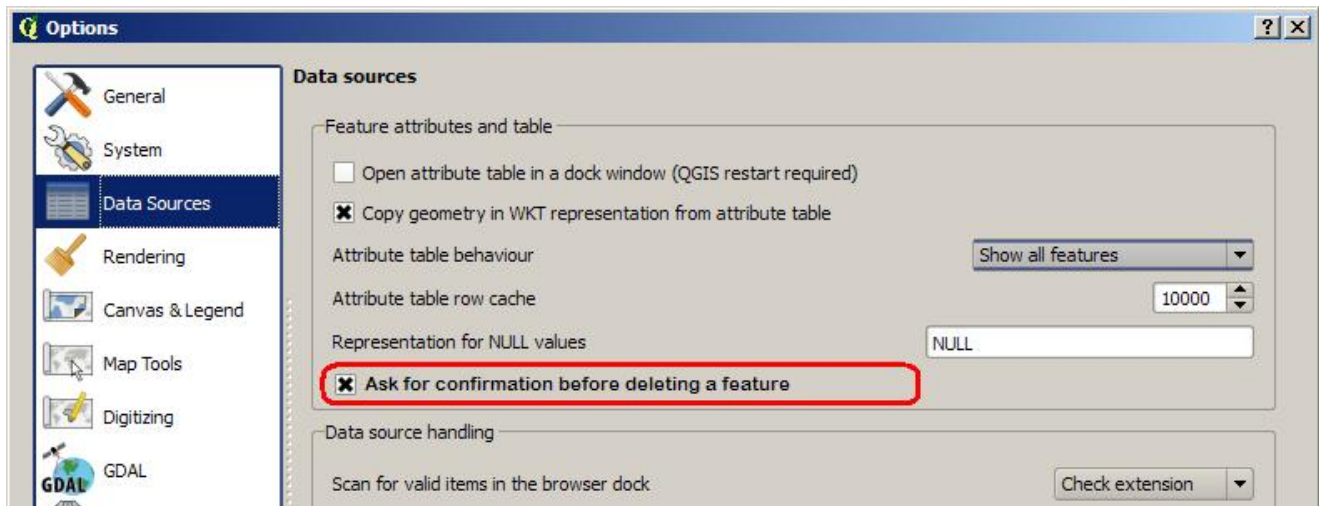 Options
General
System
Data Sources
Rendering
Canvas & Legend
Map Tools
Digitizing
GDAL
GDAL
Data sources
Feature attributes and table
Open attribute table in a dock window (QGIS restart required)
Copy geometry in WKT representation from attribute table
Attribute table behaviour Show all features
Attribute table row cache 10000
Representation for NULL values NULL
Ask for confirmation before deleting a feature
Data source handling
Scan for valid items in the browser dock Check extension